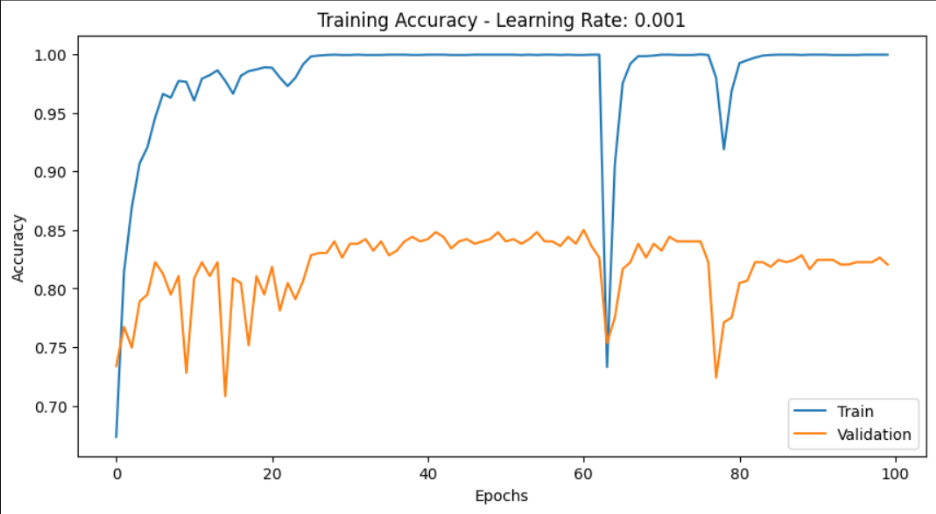 Training Accuracy - Learning Rate: 0.001
1.00
0.95
0.90
0.85
0.80
0.75
0.70
Accuracy
Train
Validation
0 20 40 60 80 100
Epochs